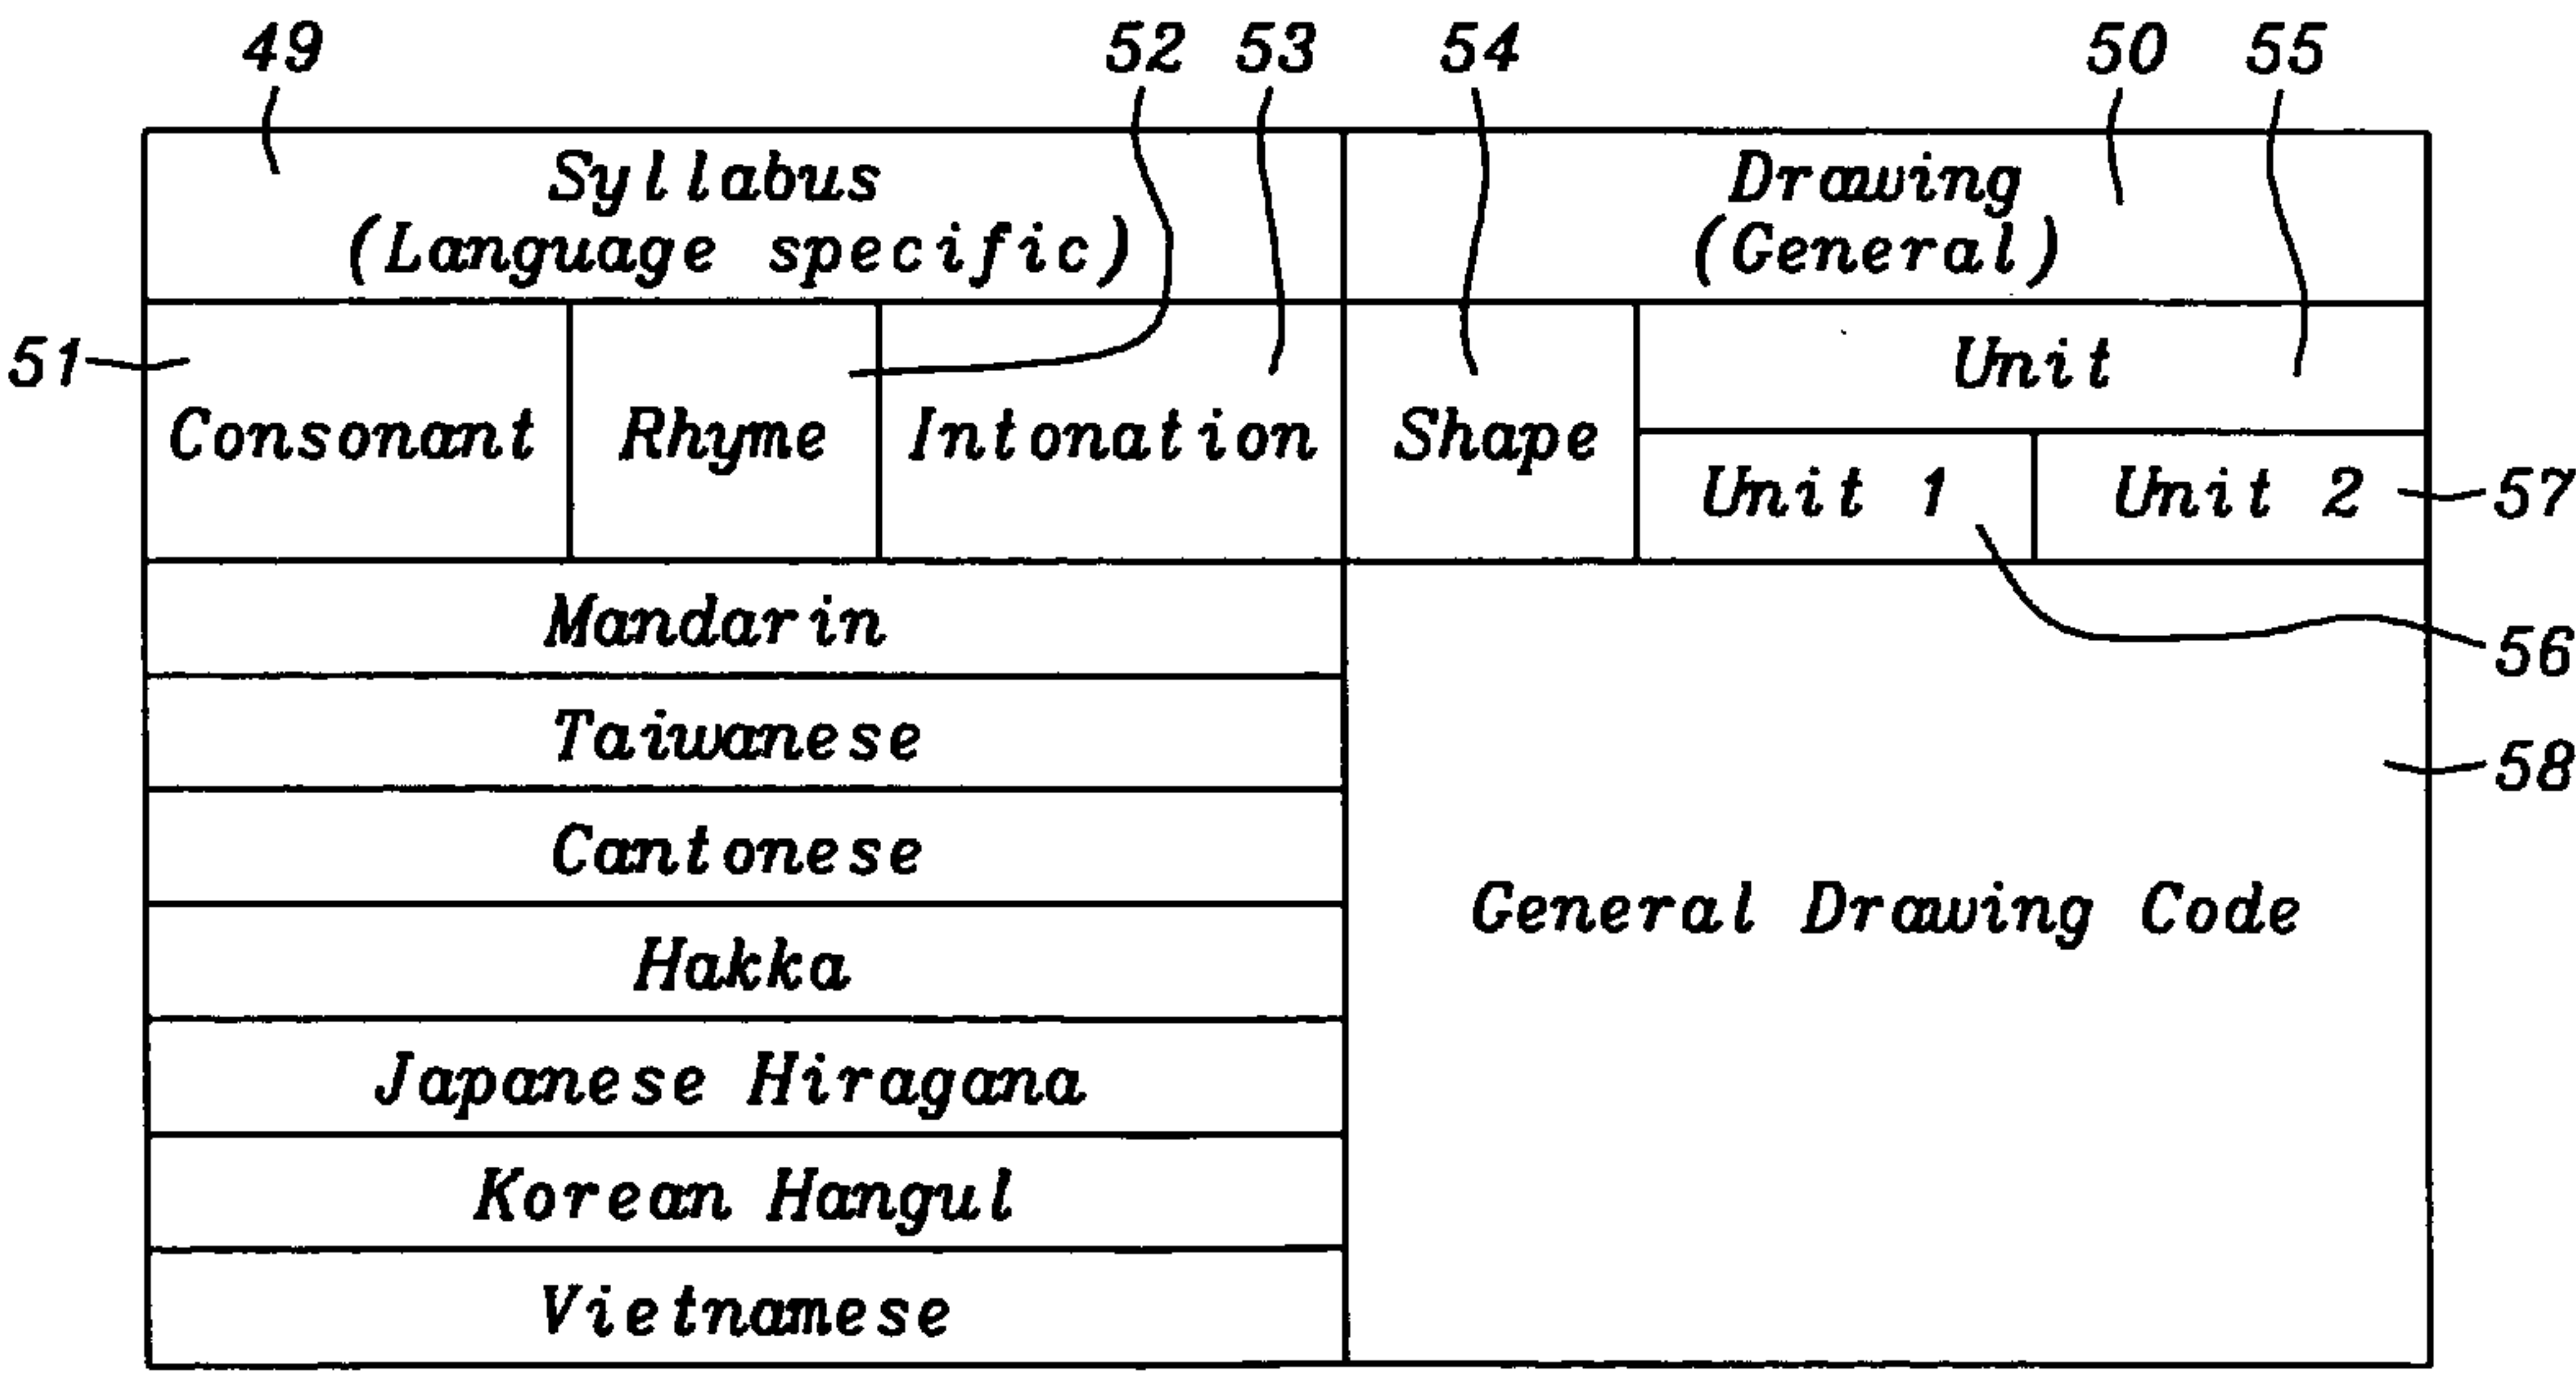 49 52 53 54 50 55
Syllabus
(Language specific)
Drawing
(General)
51
Consonant
Rhyme
Intonation
Shape
Unit
Unit 1
Unit 2
57
Mandarin
56
Taiwanese
58
Cantonese
General Drawing Code
Hakka
Japanese Hiragana
Korean Hangul
Vietnamese